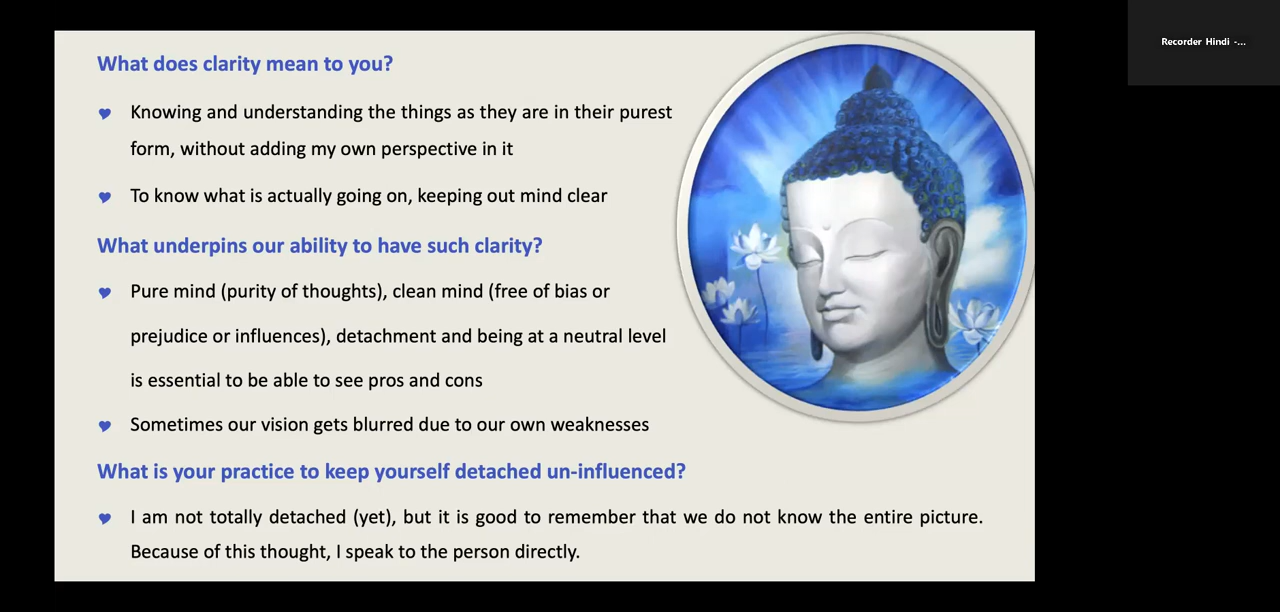 What does clarity mean to you?
Knowing and understanding the things as they are in their purest
form, without adding my own perspective in it
To know what is actually going on, keeping out mind clear
What underpins our ability to have such clarity?
Pure mind (purity of thoughts), clean mind (free of bias or
prejudice or influences), detachment and being at a neutral level
is essential to be able to see pros and cons
Sometimes our vision gets blurred due to our own weaknesses
What is your practice to keep yourself detached un-influenced?
I am not totally detached (yet), but it is good to remember that we do not know the entire picture.
Because of this thought, I speak to the person directly.
Recorder Hindi -...